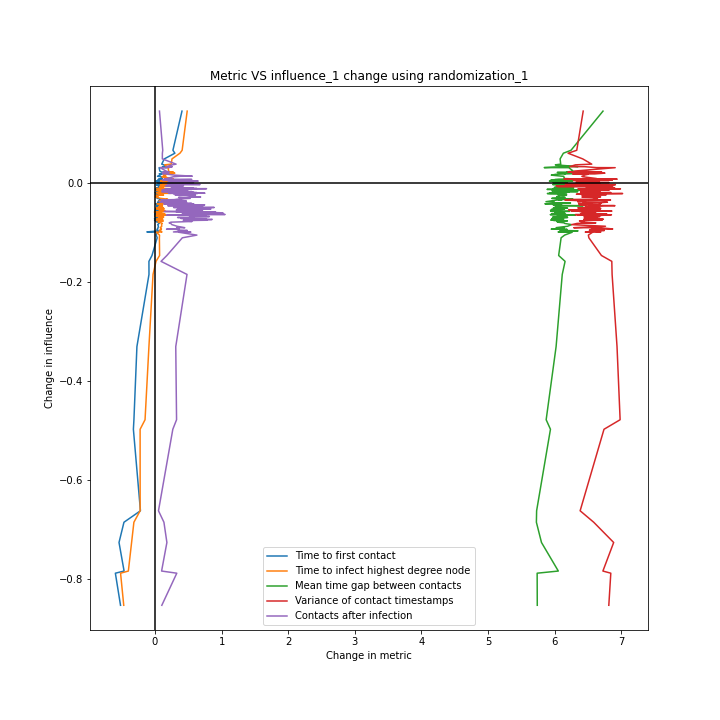 Metric VS influence_1 change using randomization_1
Change in influence
0.0
−0.2
−0.4
−0.6
−0.8
Time to first contact
Time to infect highest degree node
Mean time gap between contacts
Variance of contact timestamps
Contacts after infection
0 1 2 3 4 5 6 7
Change in metric